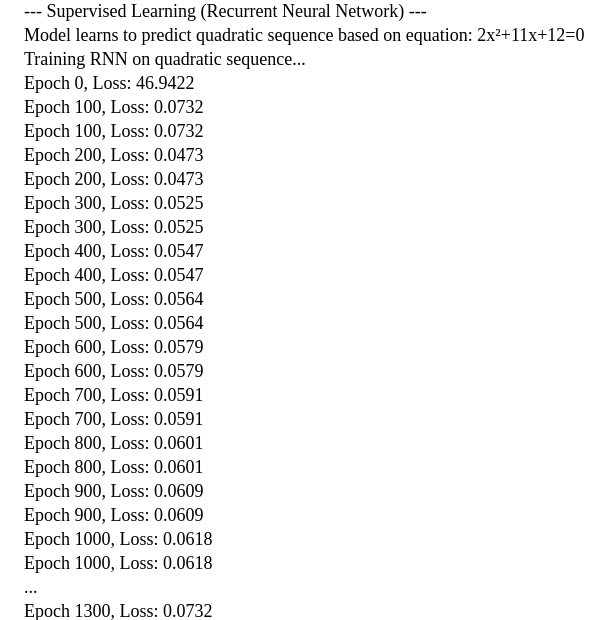 --- Supervised Learning (Recurrent Neural Network) ---
Model learns to predict quadratic sequence based on equation: 2x²+11x+12=0
Training RNN on quadratic sequence...
Epoch 0, Loss: 46.9422
Epoch 100, Loss: 0.0732
Epoch 100, Loss: 0.0732
Epoch 200, Loss: 0.0473
Epoch 200, Loss: 0.0473
Epoch 300, Loss: 0.0525
Epoch 300, Loss: 0.0525
Epoch 400, Loss: 0.0547
Epoch 400, Loss: 0.0547
Epoch 500, Loss: 0.0564
Epoch 500, Loss: 0.0564
Epoch 600, Loss: 0.0579
Epoch 600, Loss: 0.0579
Epoch 700, Loss: 0.0591
Epoch 700, Loss: 0.0591
Epoch 800, Loss: 0.0601
Epoch 800, Loss: 0.0601
Epoch 900, Loss: 0.0609
Epoch 900, Loss: 0.0609
Epoch 1000, Loss: 0.0618
Epoch 1000, Loss: 0.0618
...
Epoch 1300, Loss: 0.0732